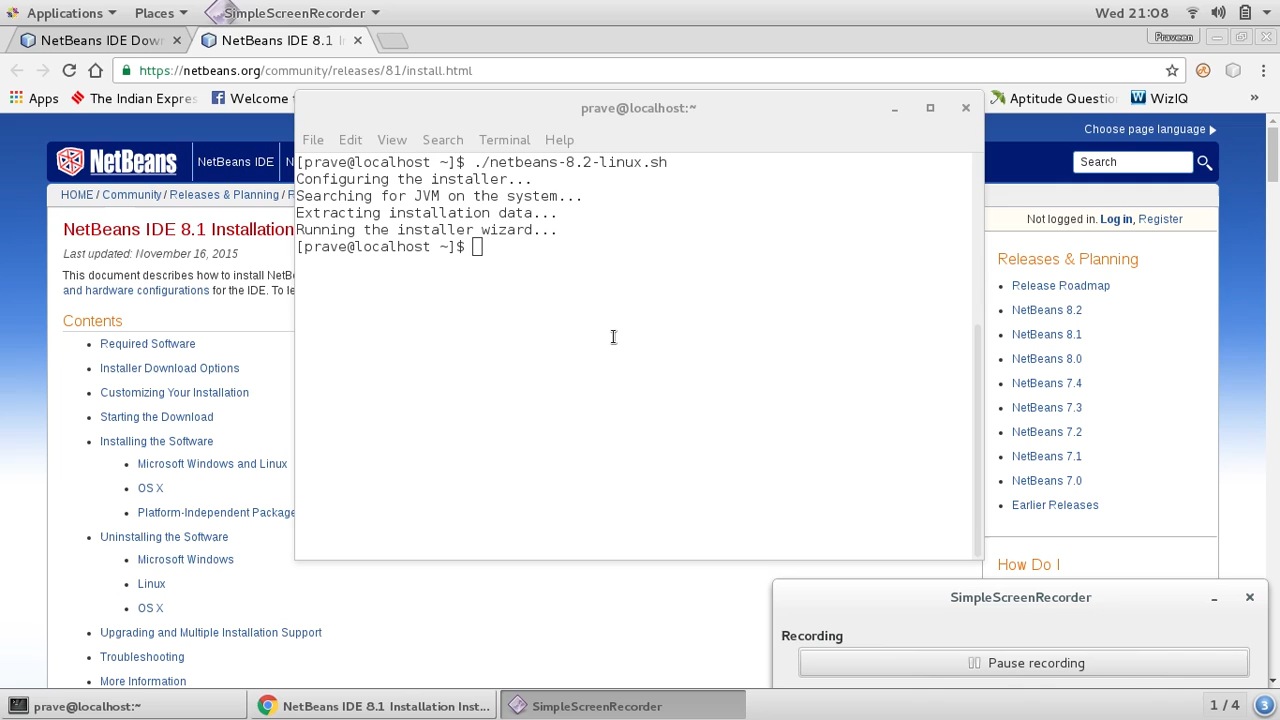 Applications Places SimpleScreenRecorder Wed 21:08
NetBeans IDE Dow NetBeans IDE 8.1 I Praveen
https://netbeans.org/community/releases/81/install.html
Apps The Indian Expre Welcome Aptitude Questio WizIQ »
prave@localhost:~
File Edit View Search Terminal Help
[prave@localhost ~]$ ./netbeans-8.2-linux.sh
Configuring the installer...
Searching for JVM on the system...
Extracting installation data...
Running the installer wizard...
[prave@localhost ~]$
Choose page language
NetBeans NetBeans IDE N Search
HOME / Community / Releases & Planning / R
Not logged in. Log in, Register
NetBeans IDE 8.1 Installation
Last updated: November 16, 2015
This document describes how to install NetB
and hardware configurations for the IDE. To le
Contents
Required Software
Installer Download Options
Customizing Your Installation
Starting the Download
Installing the Software
Microsoft Windows and Linux
OS X
Platform-Independent Package
Uninstalling the Software
Microsoft Windows
Linux
OS X
Upgrading and Multiple Installation Support
Troubleshooting
More Information
Releases & Planning
Release Roadmap
NetBeans 8.2
NetBeans 8.1
NetBeans 8.0
NetBeans 7.4
NetBeans 7.3
NetBeans 7.2
NetBeans 7.1
NetBeans 7.0
Earlier Releases
How Do I
SimpleScreenRecorder
Recording
Pause recording
prave@localhost:~ NetBeans IDE 8.1 Installation Inst... SimpleScreenRecorder 1 / 4 3